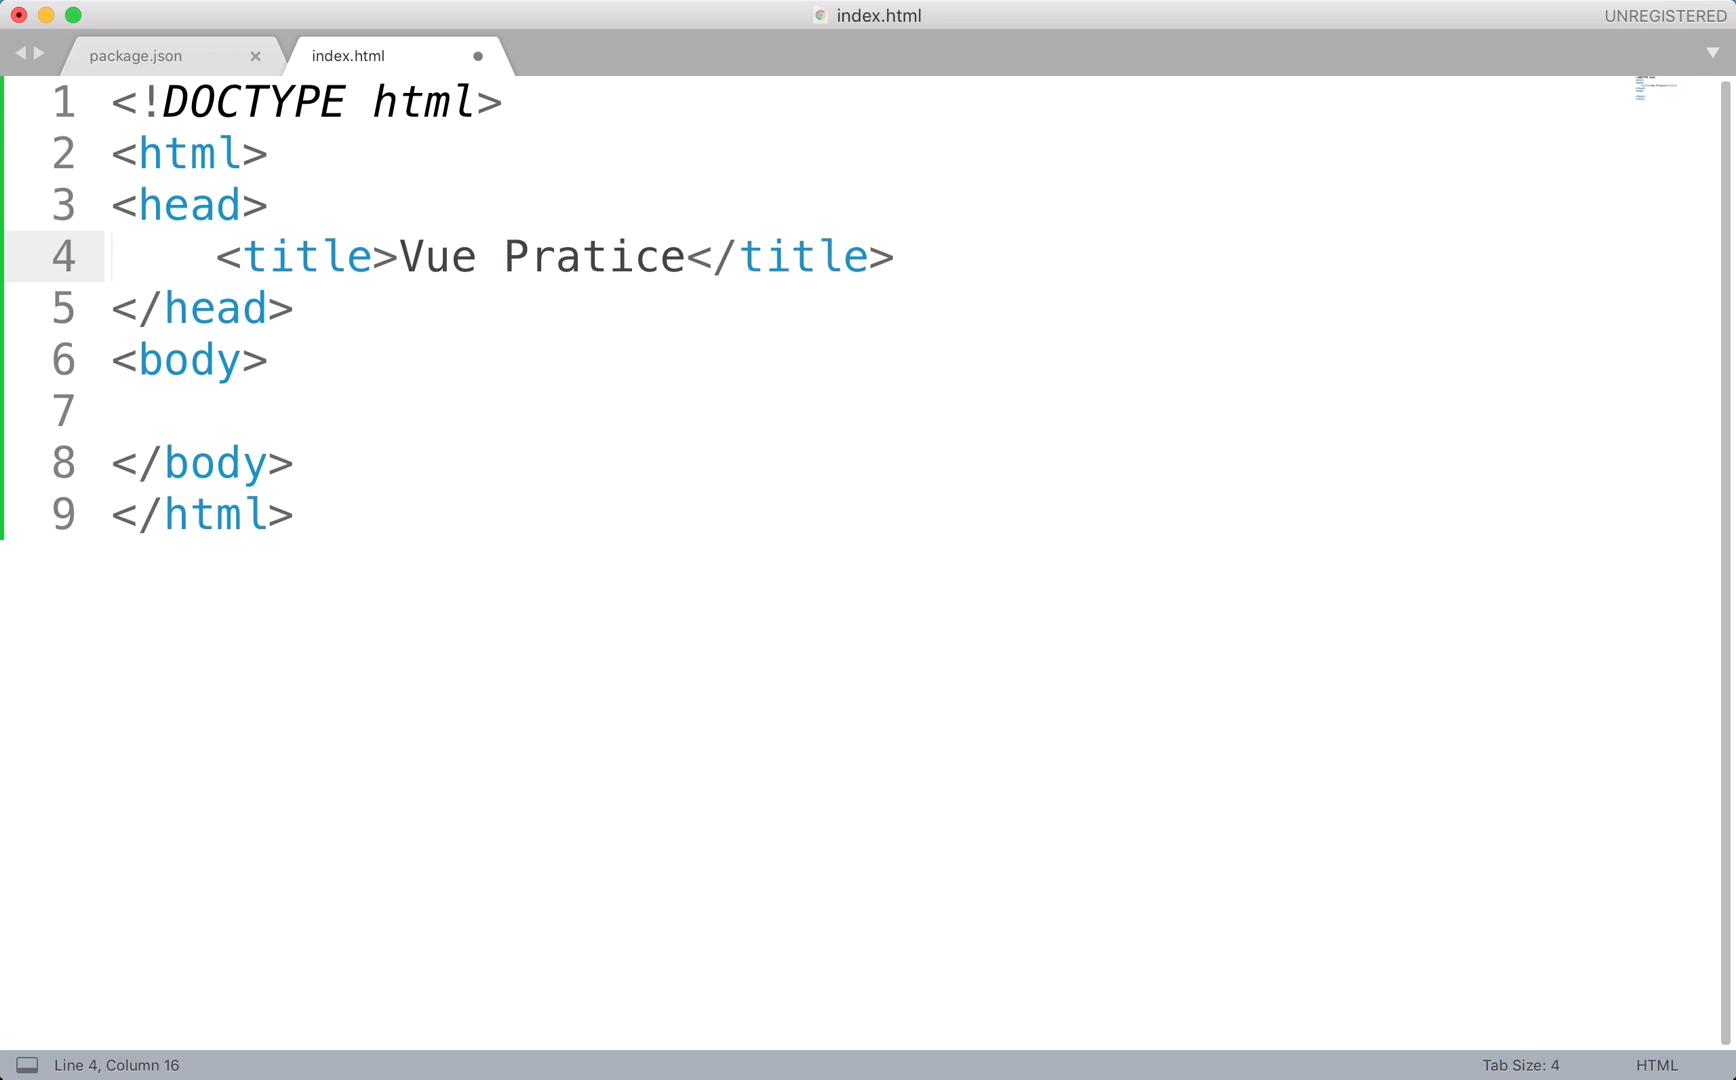 index.html
UNREGISTERED
package.json
index.html
1 <!DOCTYPE html>
2 <html>
3 <head>
4     <title>Vue Pratice</title>
5 </head>
6 <body>
7
8 </body>
9 </html>
Line 4, Column 16
Tab Size: 4
HTML